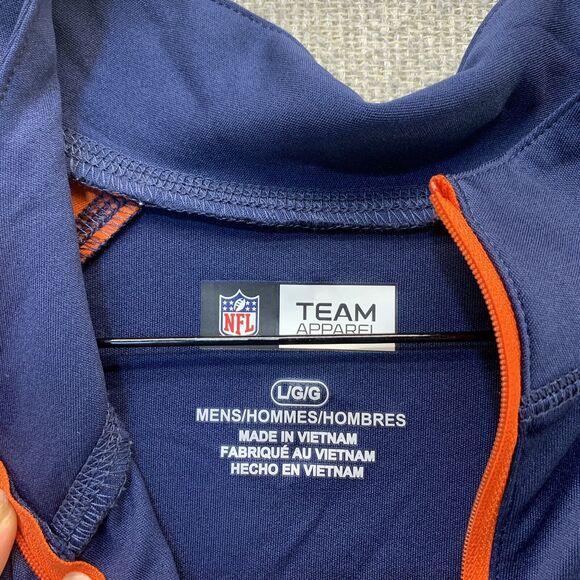 NFL
TEAM
APPAREL
L/G/G
MENS/HOMMES/HOMBRES
MADE IN VIETNAM
FABRIQUÉ AU VIETNAM
HECHO EN VIETNAM